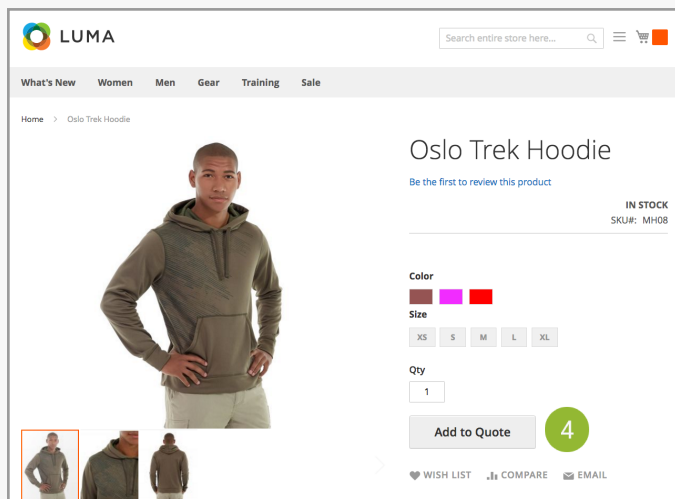 LUMA
Search entire store here...
What's New Women Men Gear Training Sale
Home > Oslo Trek Hoodie
Oslo Trek Hoodie
Be the first to review this product
IN STOCK
SKU#: MH08
Color
Size
XS S M L XL
Qty
1
Add to Quote 4
WISH LIST COMPARE EMAIL